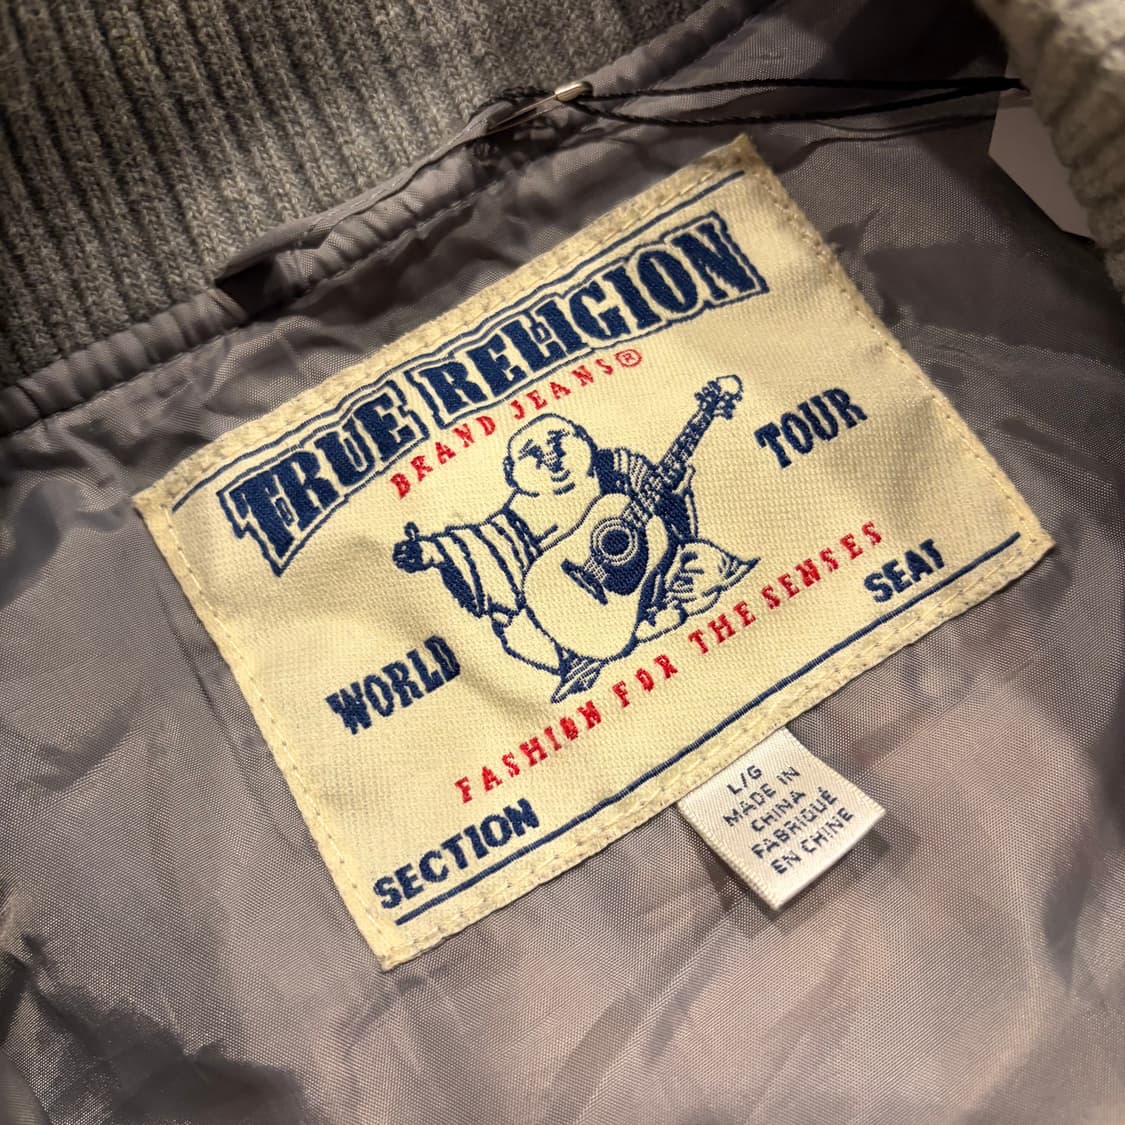 TRUE RELIGION
BRAND JEANS®
WORLD TOUR
FASHION FOR THE SENSES
SECTION SEAT
L/G
MADE IN
CHINA
FABRIQUÉ
EN CHINE